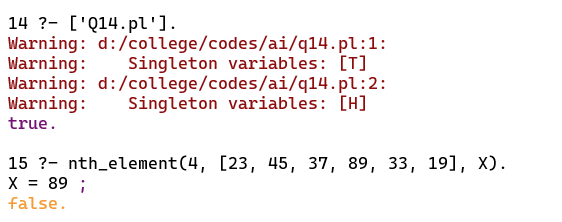 14 ?- ['Q14.pl'].
Warning: d:/college/codes/ai/q14.pl:1:
Warning:    Singleton variables: [T]
Warning: d:/college/codes/ai/q14.pl:2:
Warning:    Singleton variables: [H]
true.
15 ?- nth_element(4, [23, 45, 37, 89, 33, 19], X).
X = 89 ;
false.